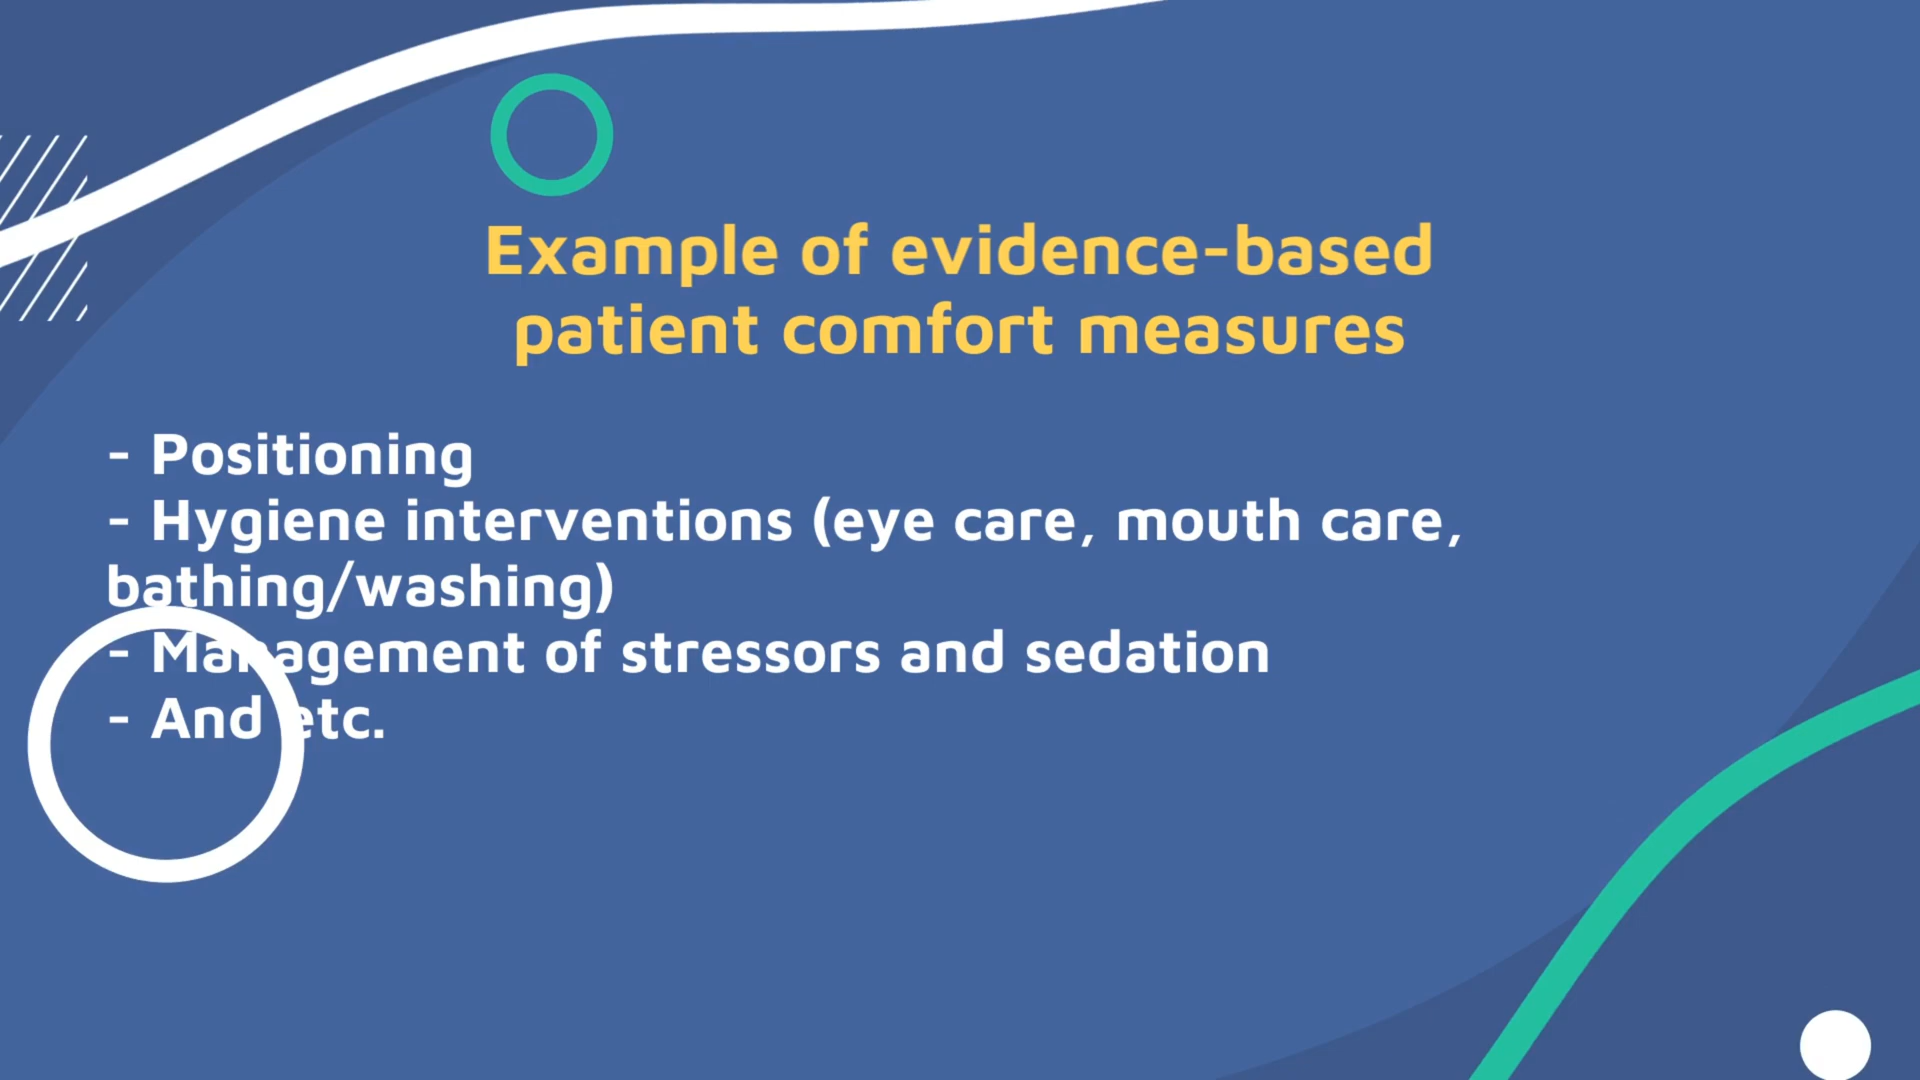 Example of evidence-based
patient comfort measures
- Positioning
- Hygiene interventions (eye care, mouth care,
bathing/washing)
- Management of stressors and sedation
- And etc.